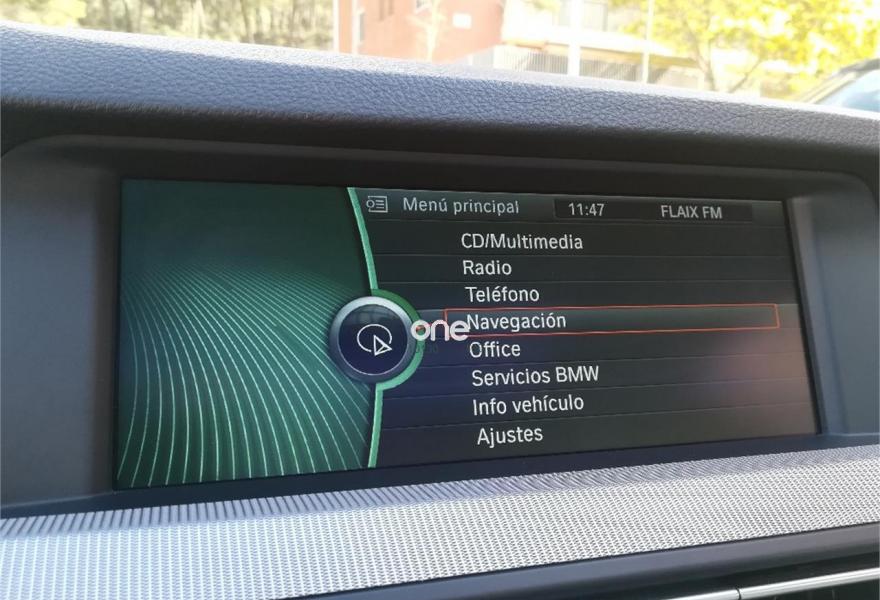 Menú principal 11:47 FLAIX FM
CD/Multimedia
Radio
Teléfono
one
Navegación
Office
Servicios BMW
Info vehículo
Ajustes